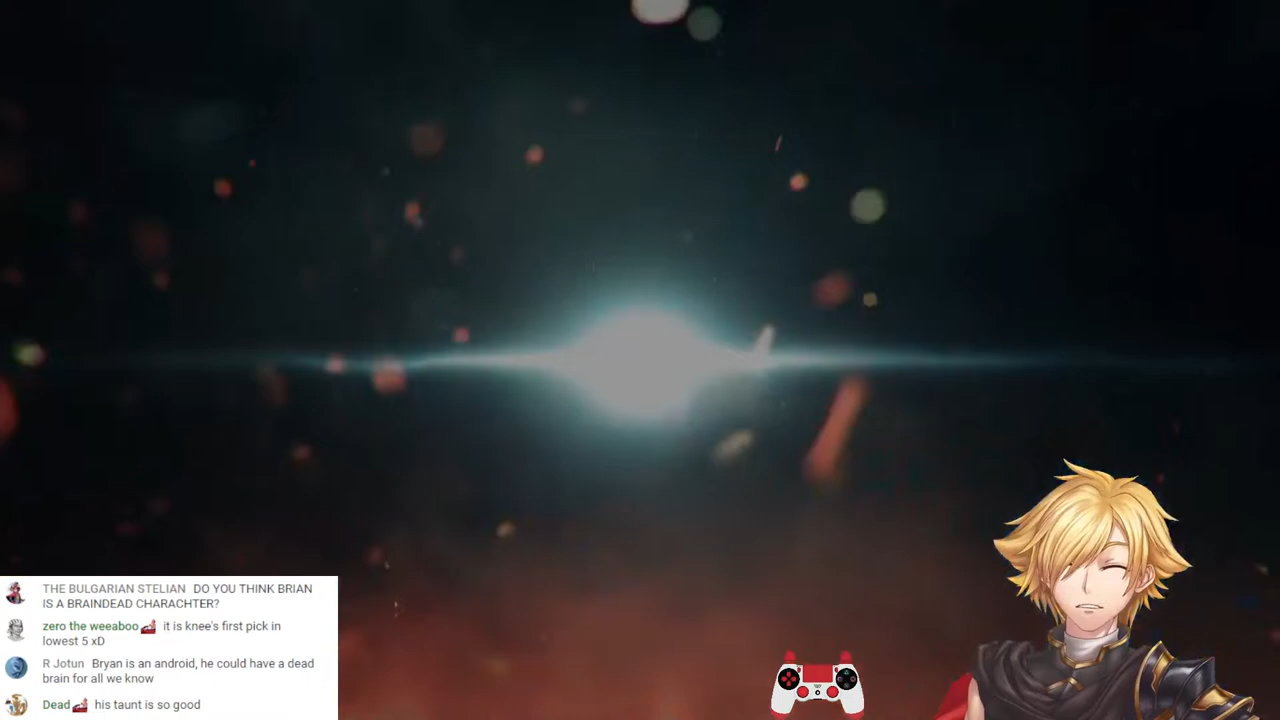 THE BULGARIAN STELIAN DO YOU THINK BRIAN
IS A BRAINDEAD CHARACHTER?
zero the weeaboo it is knee's first pick in
lowest 5 xD
R Jotun Bryan is an android, he could have a dead
brain for all we know
Dead his taunt is so good